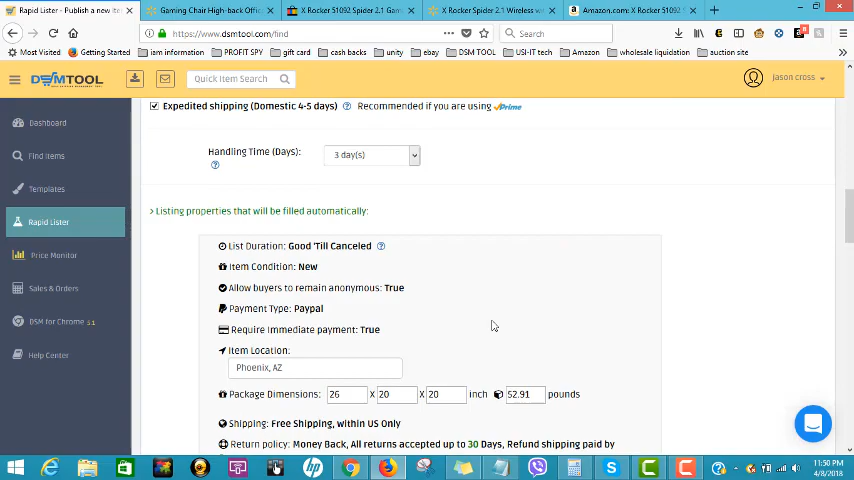 Rapid Lister - Publish a new Ite
Gaming Chair High-back Offic
X Rocker 51092 Spider 2.1 Gam
X Rocker Spider 2.1 Wireless w
Amazon.com: X Rocker 51092 S
https://www.dsmtool.com/find
Search
Most Visited
Getting Started
iam information
PROFIT SPY
gift card
cash backs
unity
ebay
DSM TOOL
USI-IT tech
Amazon
wholesale liquidation
auction site
DSMTOOL
Quick Item Search
jason cross
Dashboard
Find Items
Templates
Rapid Lister
Price Monitor
Sales & Orders
DSM for Chrome 5.1
Help Center
Expedited shipping (Domestic 4-5 days) Recommended if you are using Prime
Handling Time (Days): 3 day(s)
> Listing properties that will be filled automatically:
List Duration: Good 'Till Canceled
Item Condition: New
Allow buyers to remain anonymous: True
Payment Type: Paypal
Require Immediate payment: True
Item Location:
Phoenix, AZ
Package Dimensions: 26 X 20 X 20 inch 52.91 pounds
Shipping: Free Shipping, within US Only
Return policy: Money Back, All returns accepted up to 30 Days, Refund shipping paid by
11:50 PM
4/8/2018